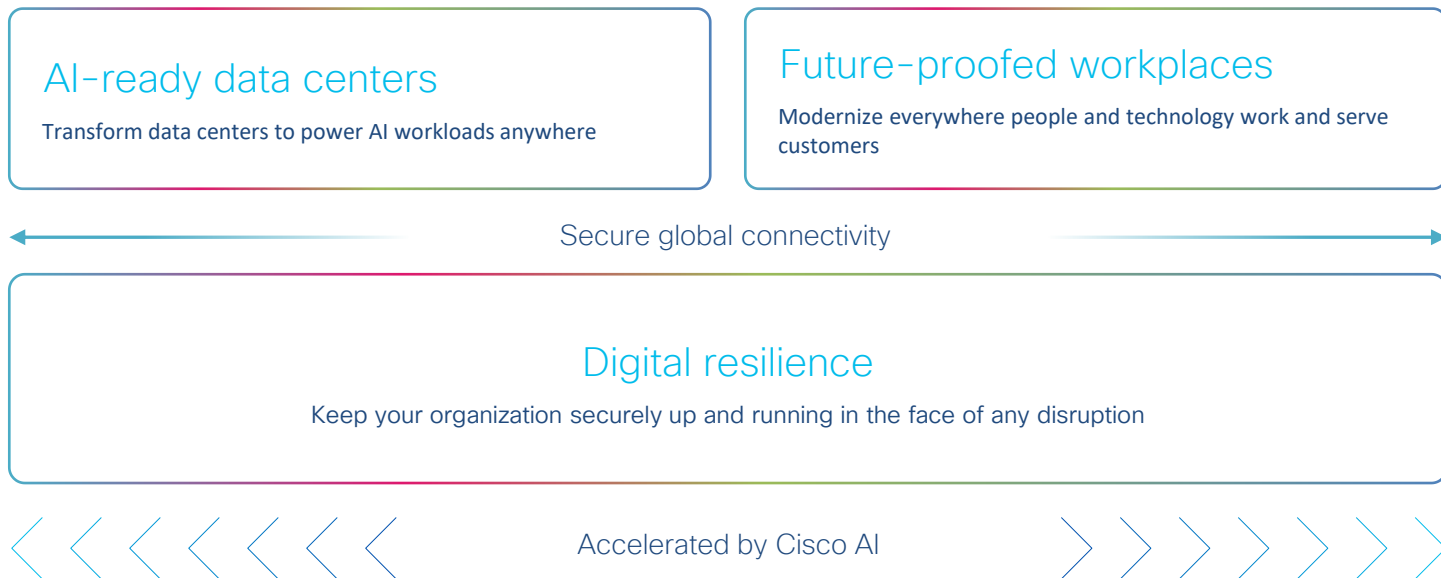 AI-ready data centers
Transform data centers to power AI workloads anywhere
Future-proofed workplaces
Modernize everywhere people and technology work and serve
customers
Secure global connectivity
Digital resilience
Keep your organization securely up and running in the face of any disruption
Accelerated by Cisco AI